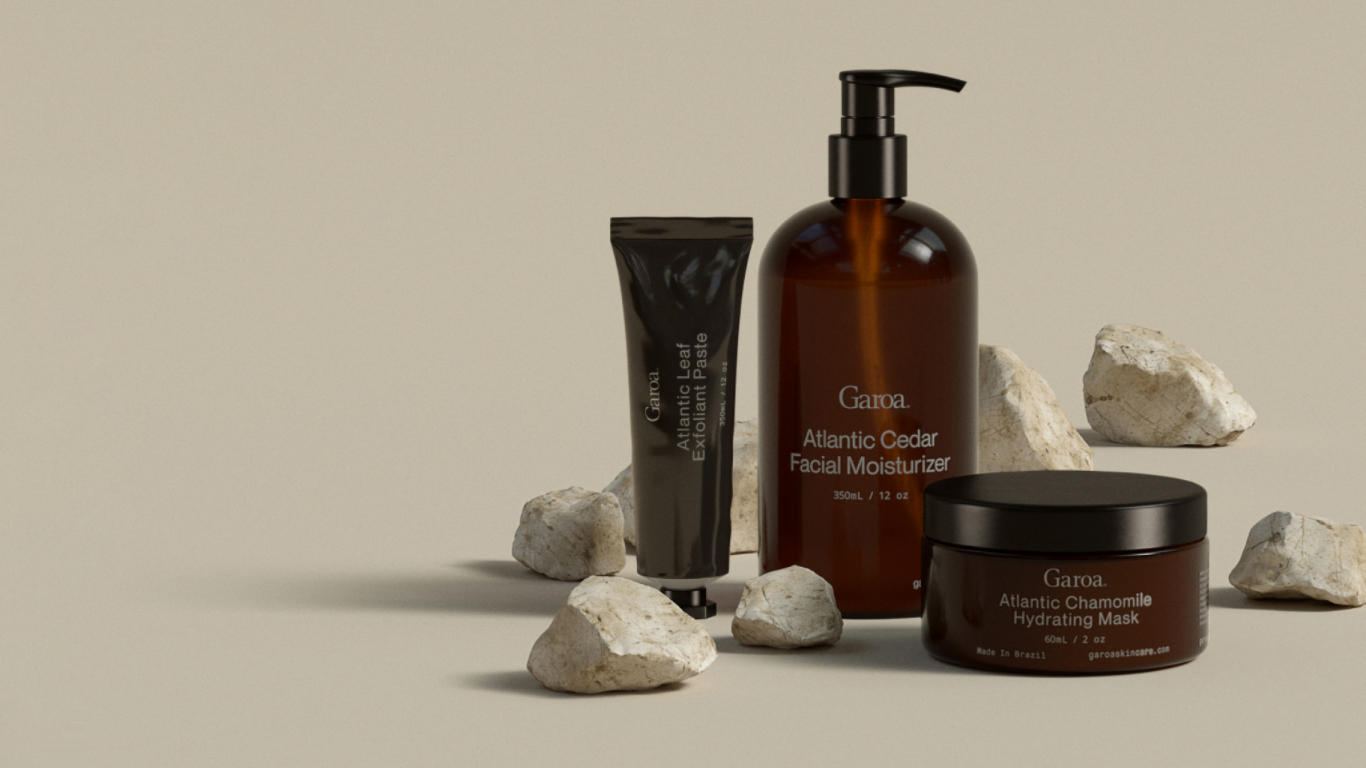 Garoa.
Atlantic Leaf
Exfoliant Paste
350mL / 12 oz
Garoa.
Atlantic Cedar
Facial Moisturizer
350mL / 12 oz
Garoa.
Atlantic Chamomile
Hydrating Mask
60mL / 2 oz
Made In Brazil
garoaskincare.com